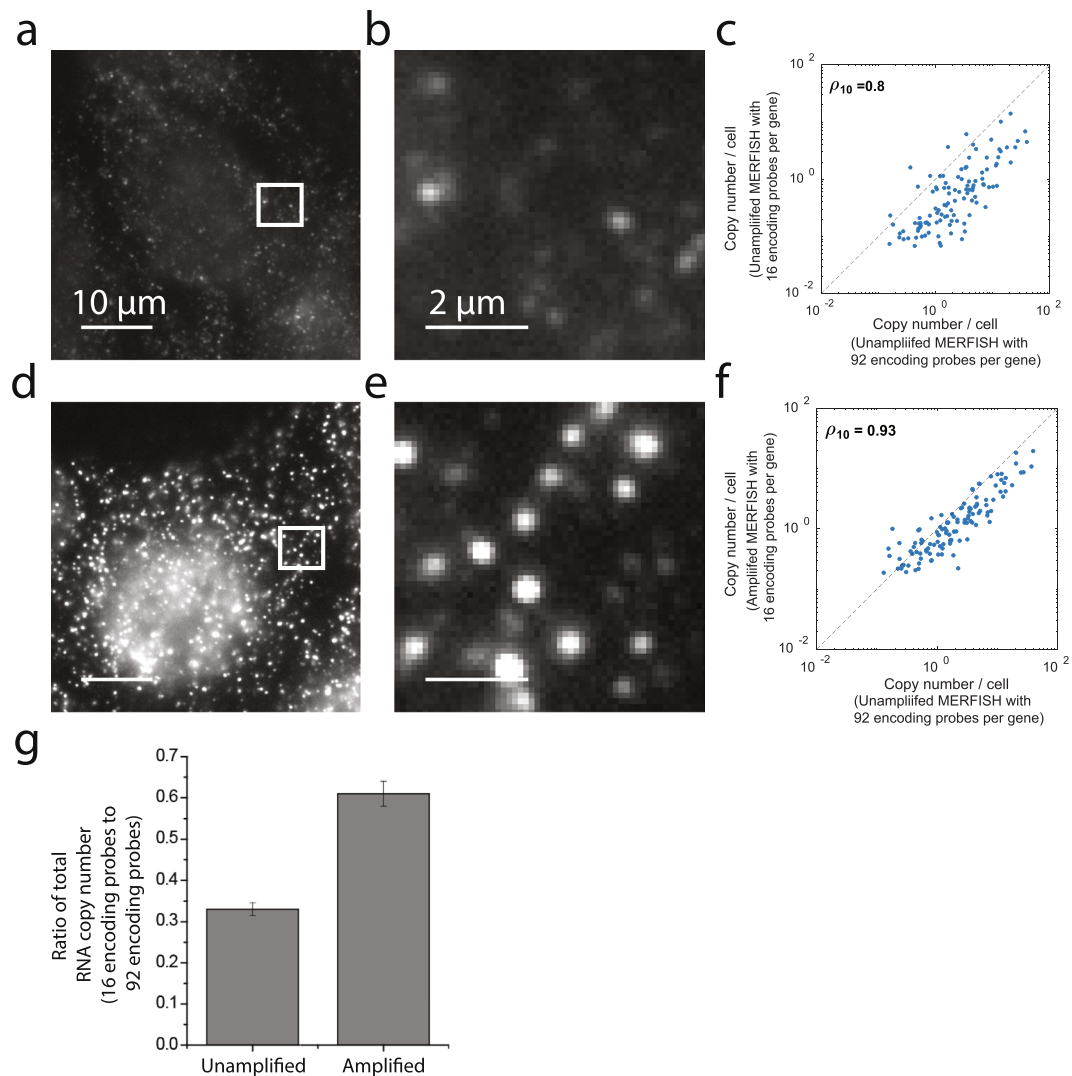 a
b
c
10 µm
2 µm
10 2
10 0
10 -2
ρ10 =0.8
Copy number / cell
(Unampliifed MERFISH with
16 encoding probes per gene)
10 -2
10 0
10 2
Copy number / cell
(Unampliifed MERFISH with
92 encoding probes per gene)
d
e
f
10 2
10 0
10 -2
ρ10 = 0.93
Copy number / cell
(Ampliifed MERFISH with
16 encoding probes per gene)
10 -2
10 0
10 2
Copy number / cell
(Unampliifed MERFISH with
92 encoding probes per gene)
g
Ratio of total
RNA copy number
(16 encoding probes to
92 encoding probes)
0.7
0.6
0.5
0.4
0.3
0.2
0.1
0.0
Unamplified
Amplified